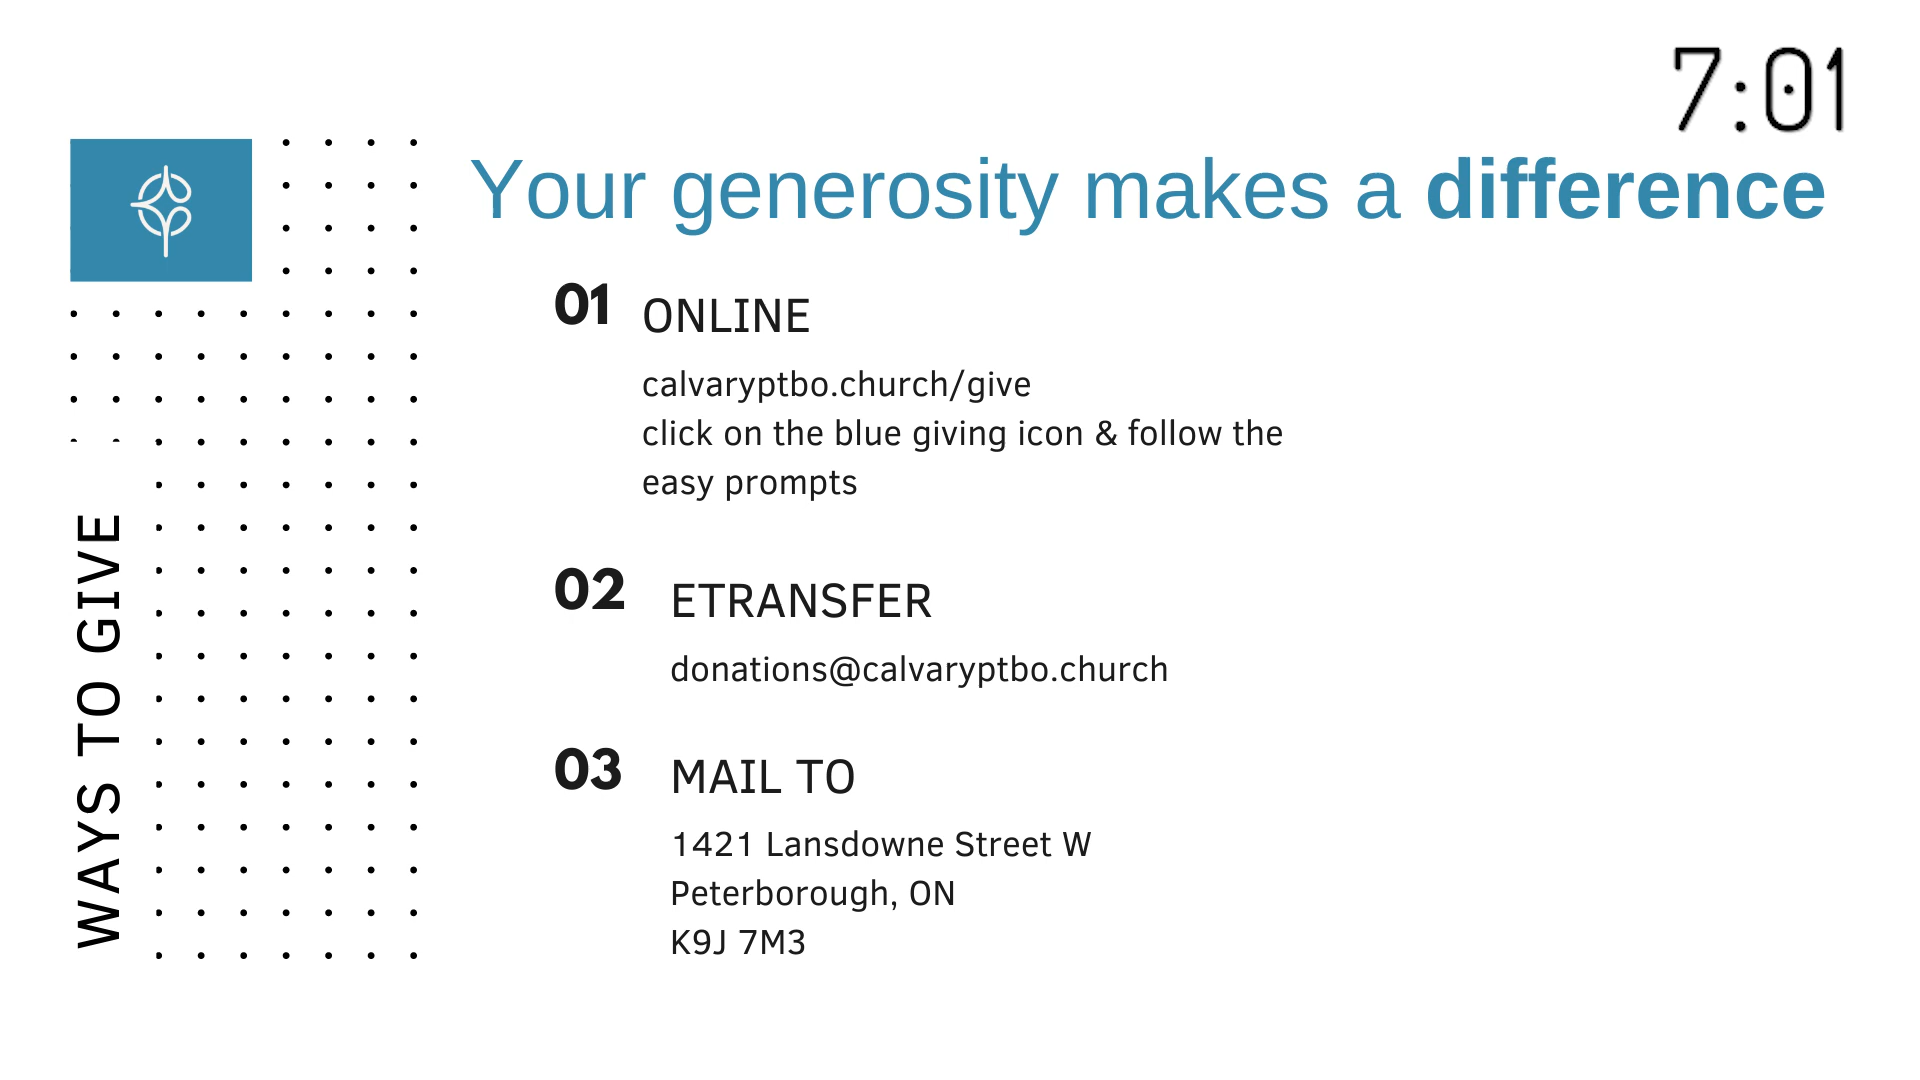 7:01
Your generosity makes a difference
01 ONLINE
calvaryptbo.church/give
click on the blue giving icon & follow the
easy prompts
02 ETRANSFER
donations@calvaryptbo.church
03 MAIL TO
1421 Lansdowne Street W
Peterborough, ON
K9J 7M3
WAYS TO GIVE